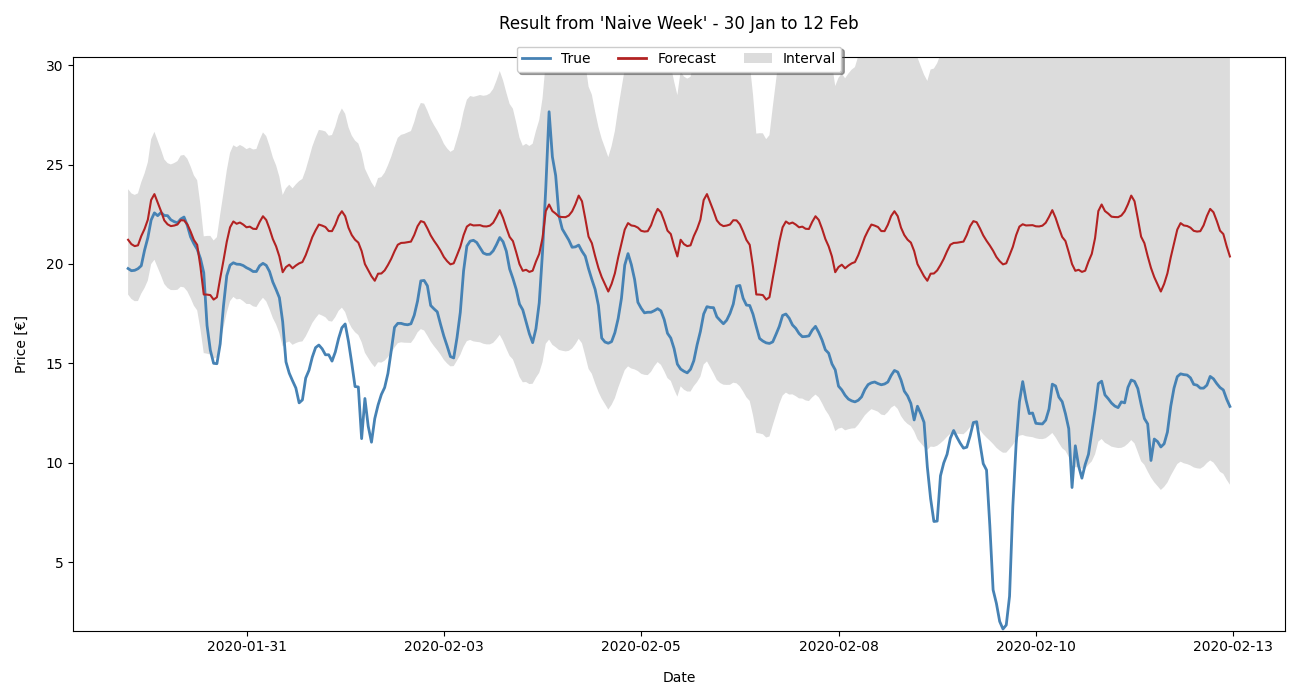 Result from 'Naive Week' - 30 Jan to 12 Feb
True Forecast Interval
30
25
20
15
10
5
Price [€]
2020-01-31 2020-02-03 2020-02-05 2020-02-08 2020-02-10 2020-02-13
Date